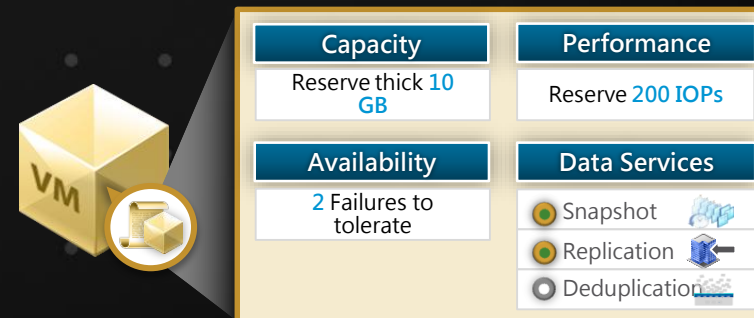 VM
Capacity
Reserve thick 10
GB
Performance
Reserve 200 IOPs
Availability
2 Failures to
tolerate
Data Services
Snapshot
Replication
Deduplication